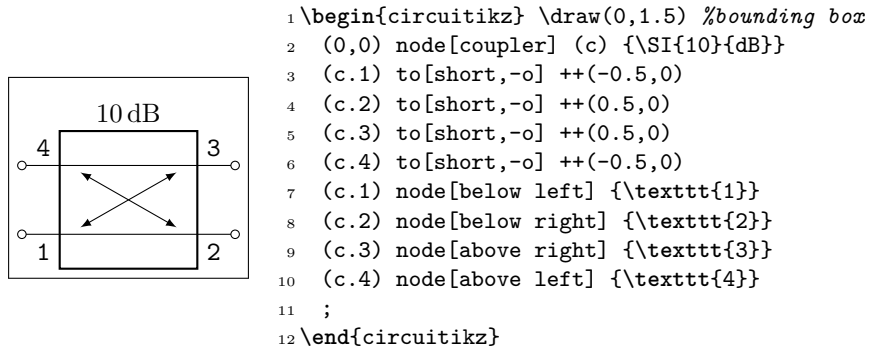 10 dB
4
3
1
2
1 \begin{circuitikz} \draw(0,1.5) %bounding box
2 (0,0) node[coupler] (c) {\SI{10}{dB}}
3 (c.1) to[short,-o] ++(-0.5,0)
4 (c.2) to[short,-o] ++(0.5,0)
5 (c.3) to[short,-o] ++(0.5,0)
6 (c.4) to[short,-o] ++(-0.5,0)
7 (c.1) node[below left] {\texttt{1}}
8 (c.2) node[below right] {\texttt{2}}
9 (c.3) node[above right] {\texttt{3}}
10 (c.4) node[above left] {\texttt{4}}
11 ;
12 \end{circuitikz}